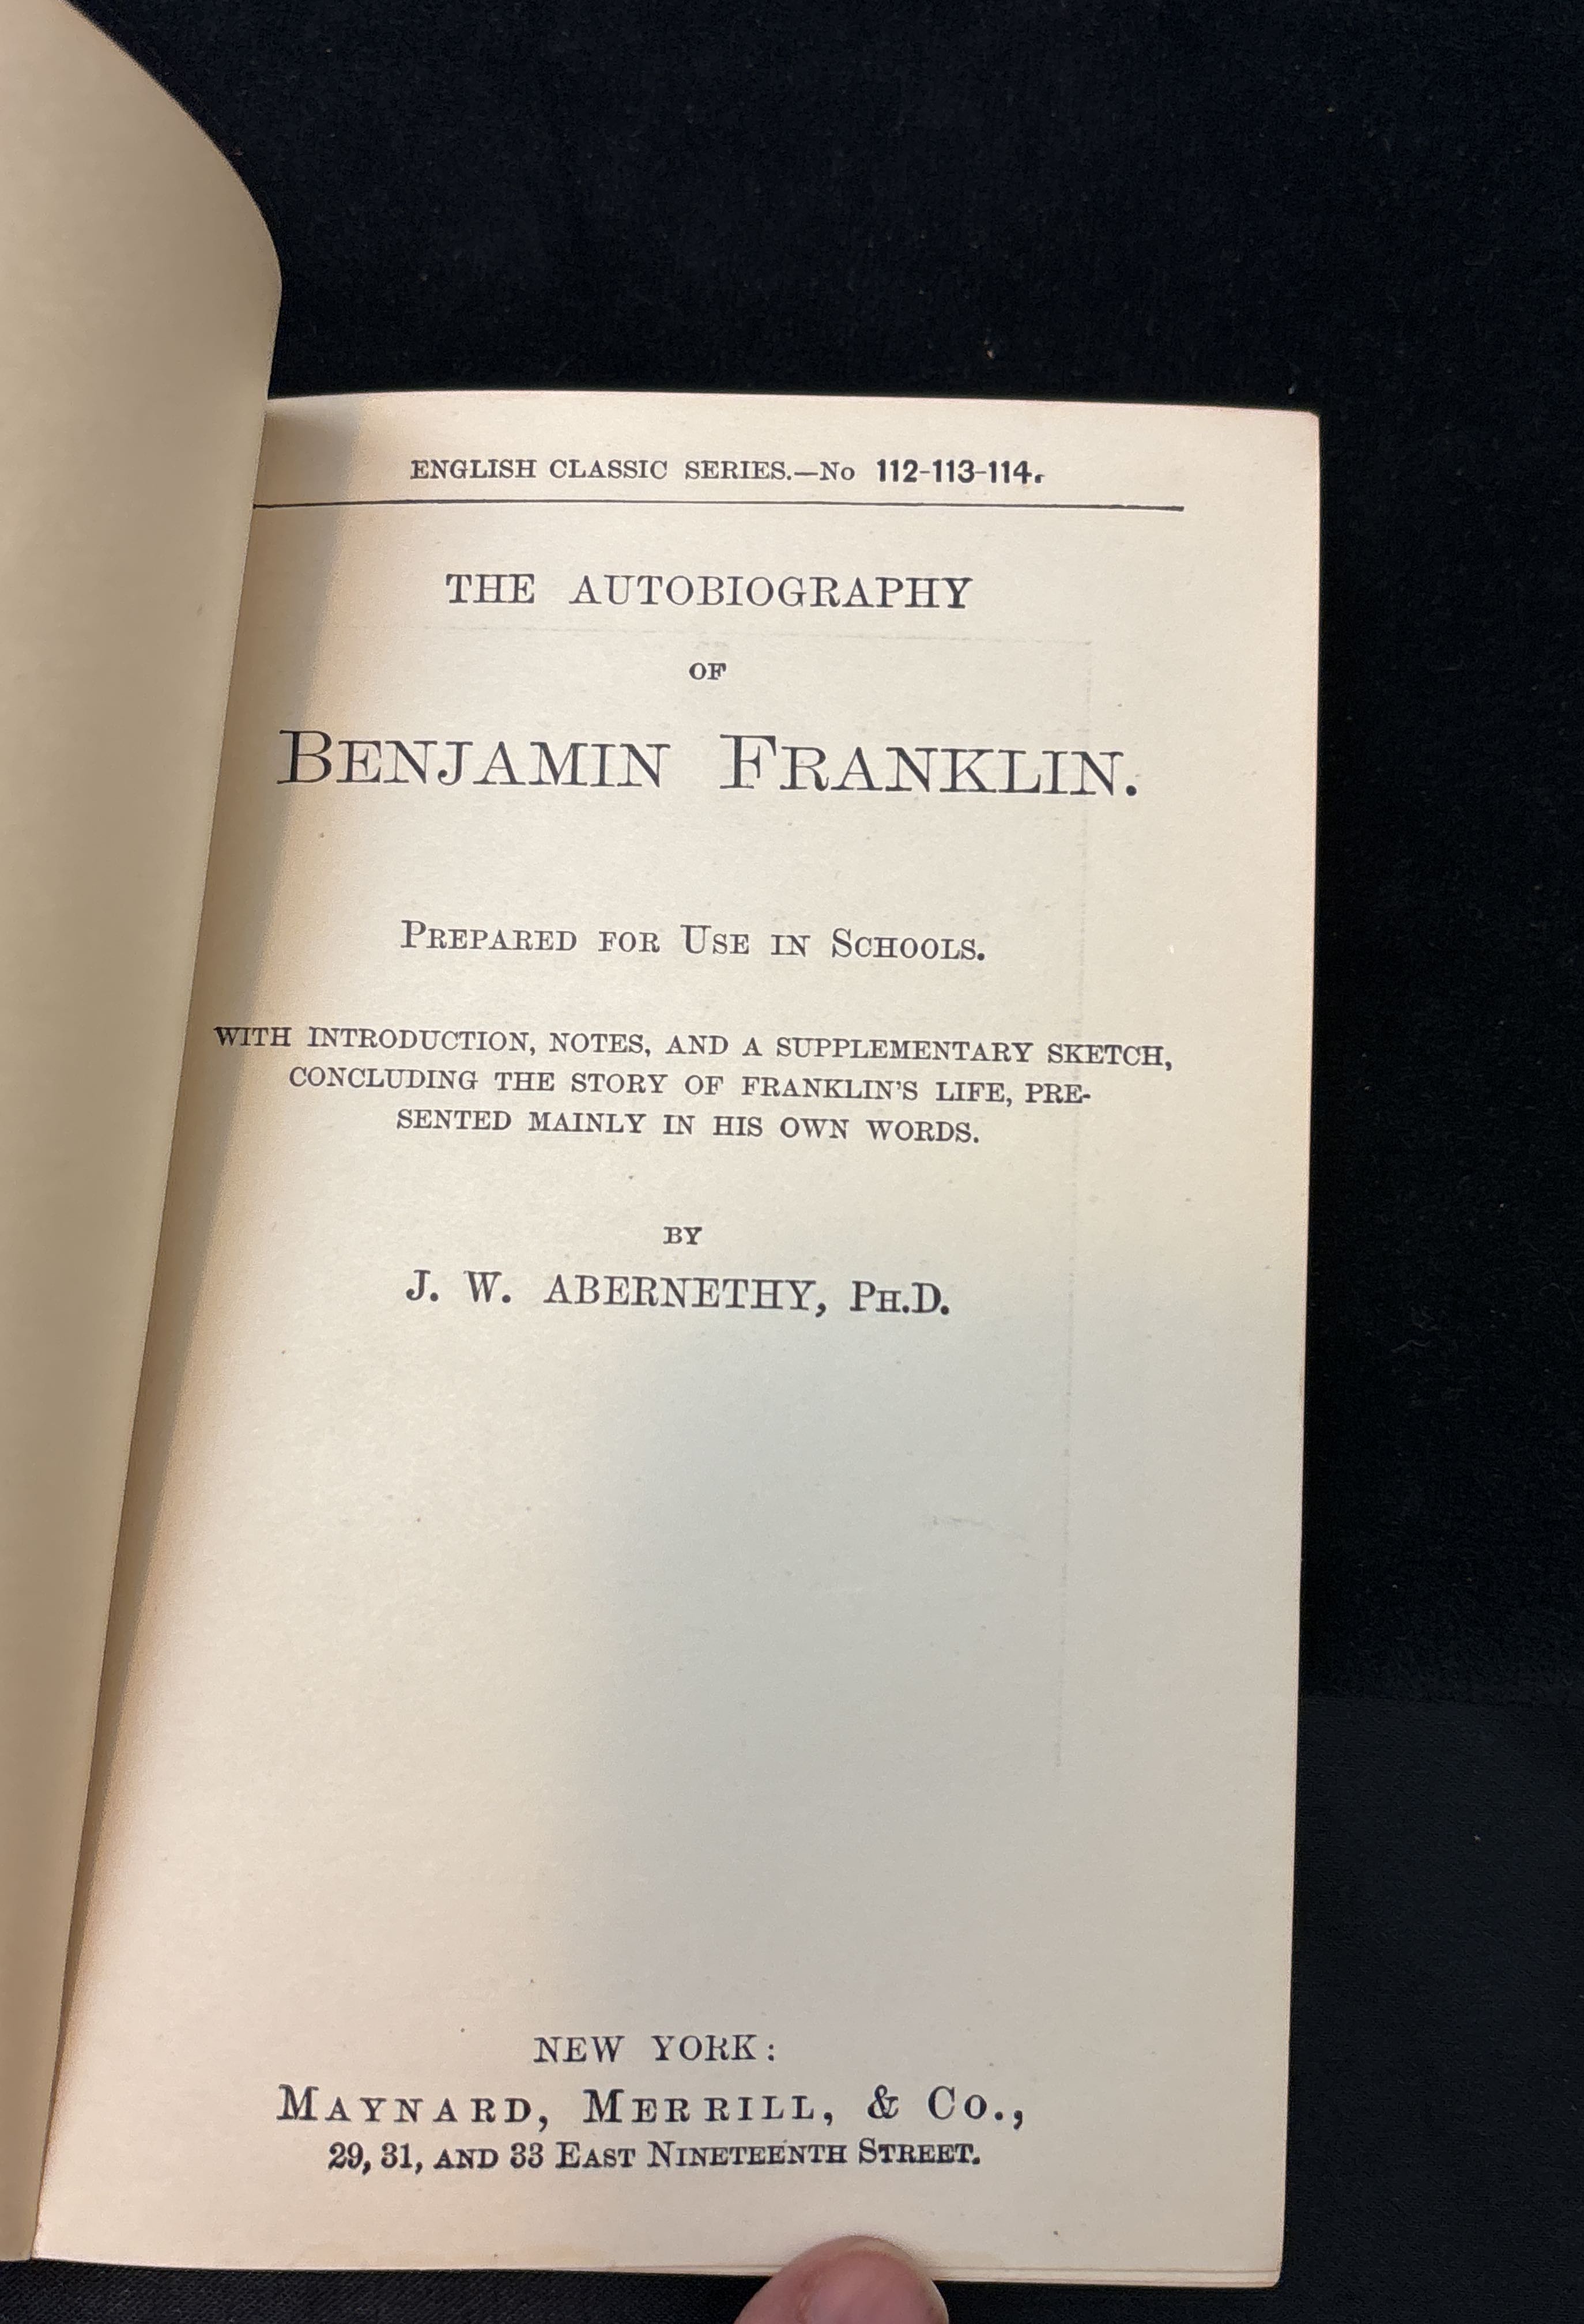 ENGLISH CLASSIC SERIES.—No 112-113-114.
THE AUTOBIOGRAPHY
OF
BENJAMIN FRANKLIN.
PREPARED FOR USE IN SCHOOLS.
WITH INTRODUCTION, NOTES, AND A SUPPLEMENTARY SKETCH,
CONCLUDING THE STORY OF FRANKLIN'S LIFE, PRE-
SENTED MAINLY IN HIS OWN WORDS.
BY
J. W. ABERNETHY, PH.D.
NEW YORK:
MAYNARD, MERRILL, & CO.,
29, 31, AND 33 EAST NINETEENTH STREET.